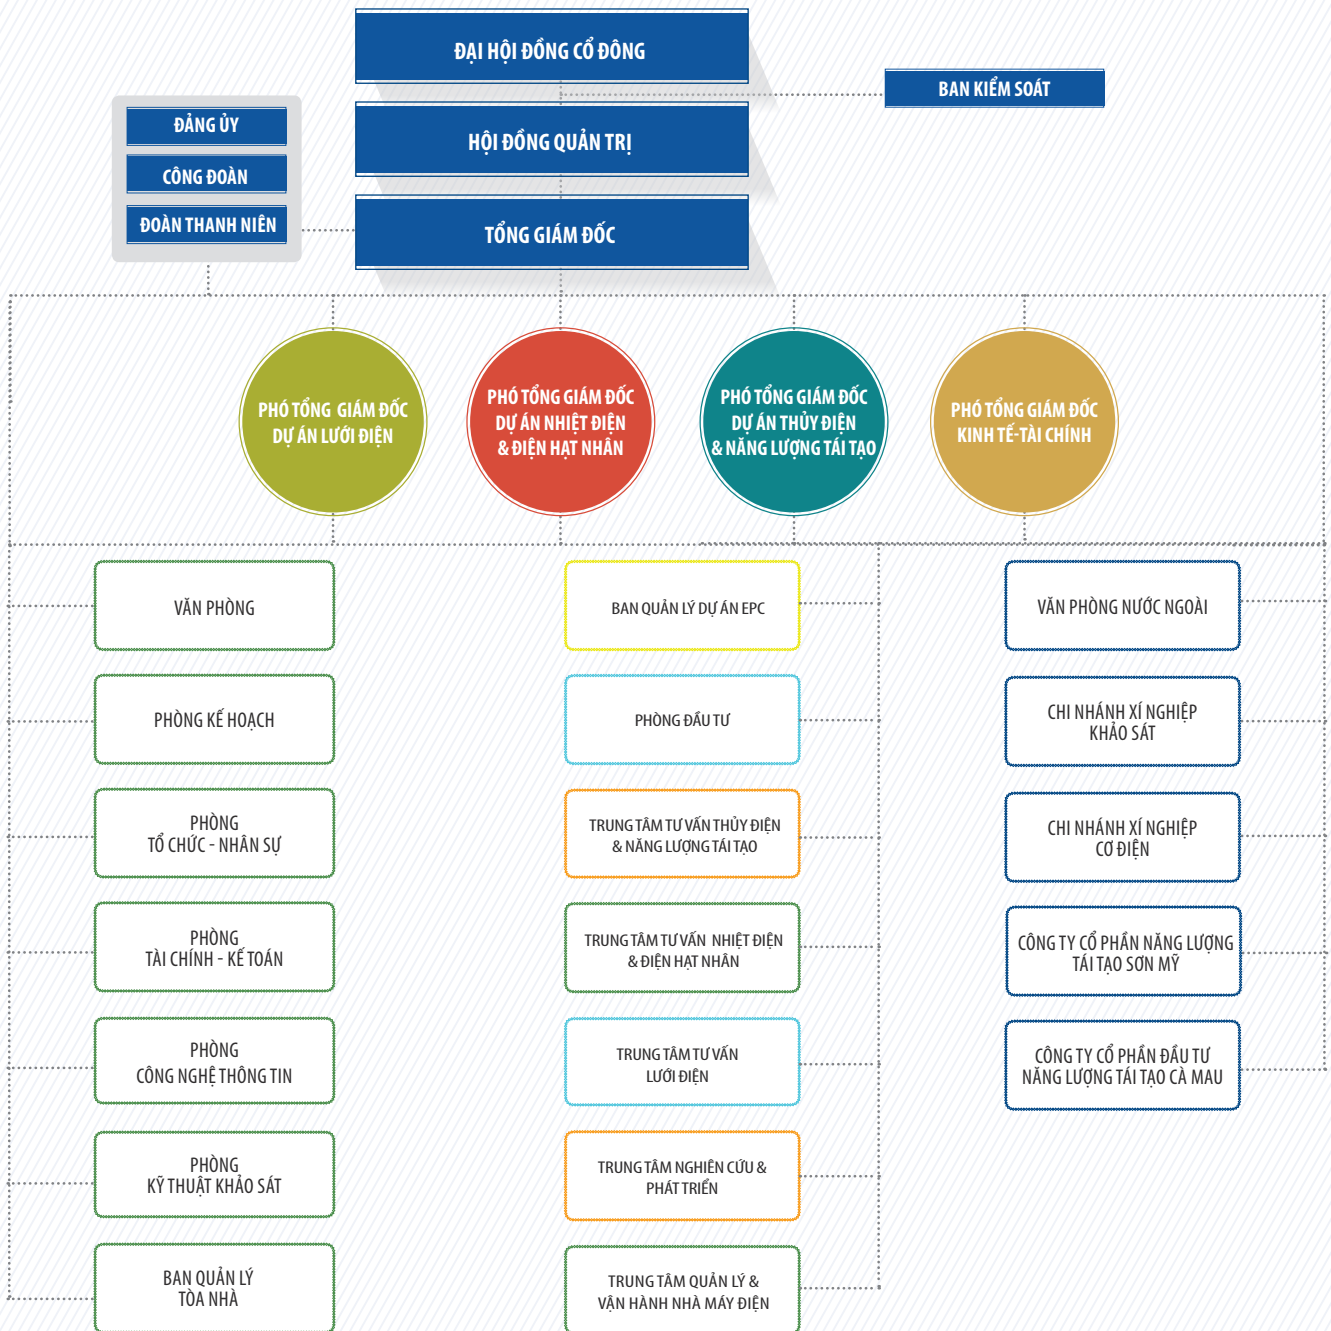 ĐẠI HỘI ĐỒNG CỔ ĐÔNG
BAN KIỂM SOÁT
ĐẢNG ỦY
HỘI ĐỒNG QUẢN TRỊ
CÔNG ĐOÀN
ĐOÀN THANH NIÊN
TỔNG GIÁM ĐỐC
PHÓ TỔNG GIÁM ĐỐC
DỰ ÁN LƯỚI ĐIỆN
PHÓ TỔNG GIÁM ĐỐC
DỰ ÁN NHIỆT ĐIỆN
& ĐIỆN HẠT NHÂN
PHÓ TỔNG GIÁM ĐỐC
DỰ ÁN THỦY ĐIỆN
& NĂNG LƯỢNG TÁI TẠO
PHÓ TỔNG GIÁM ĐỐC
KINH TẾ-TÀI CHÍNH
VĂN PHÒNG
PHÒNG KẾ HOẠCH
PHÒNG
TỔ CHỨC - NHÂN SỰ
PHÒNG
TÀI CHÍNH - KẾ TOÁN
PHÒNG
CÔNG NGHỆ THÔNG TIN
PHÒNG
KỸ THUẬT KHẢO SÁT
BAN QUẢN LÝ
TÒA NHÀ
BAN QUẢN LÝ DỰ ÁN EPC
PHÒNG ĐẦU TƯ
TRUNG TÂM TƯ VẤN THỦY ĐIỆN
& NĂNG LƯỢNG TÁI TẠO
TRUNG TÂM TƯ VẤN NHIỆT ĐIỆN
& ĐIỆN HẠT NHÂN
TRUNG TÂM TƯ VẤN
LƯỚI ĐIỆN
TRUNG TÂM NGHIÊN CỨU &
PHÁT TRIỂN
TRUNG TÂM QUẢN LÝ &
VẬN HÀNH NHÀ MÁY ĐIỆN
VĂN PHÒNG NƯỚC NGOÀI
CHI NHÁNH XÍ NGHIỆP
KHẢO SÁT
CHI NHÁNH XÍ NGHIỆP
CƠ ĐIỆN
CÔNG TY CỔ PHẦN NĂNG LƯỢNG
TÁI TẠO SƠN MỸ
CÔNG TY CỔ PHẦN ĐẦU TƯ
NĂNG LƯỢNG TÁI TẠO CÀ MAU